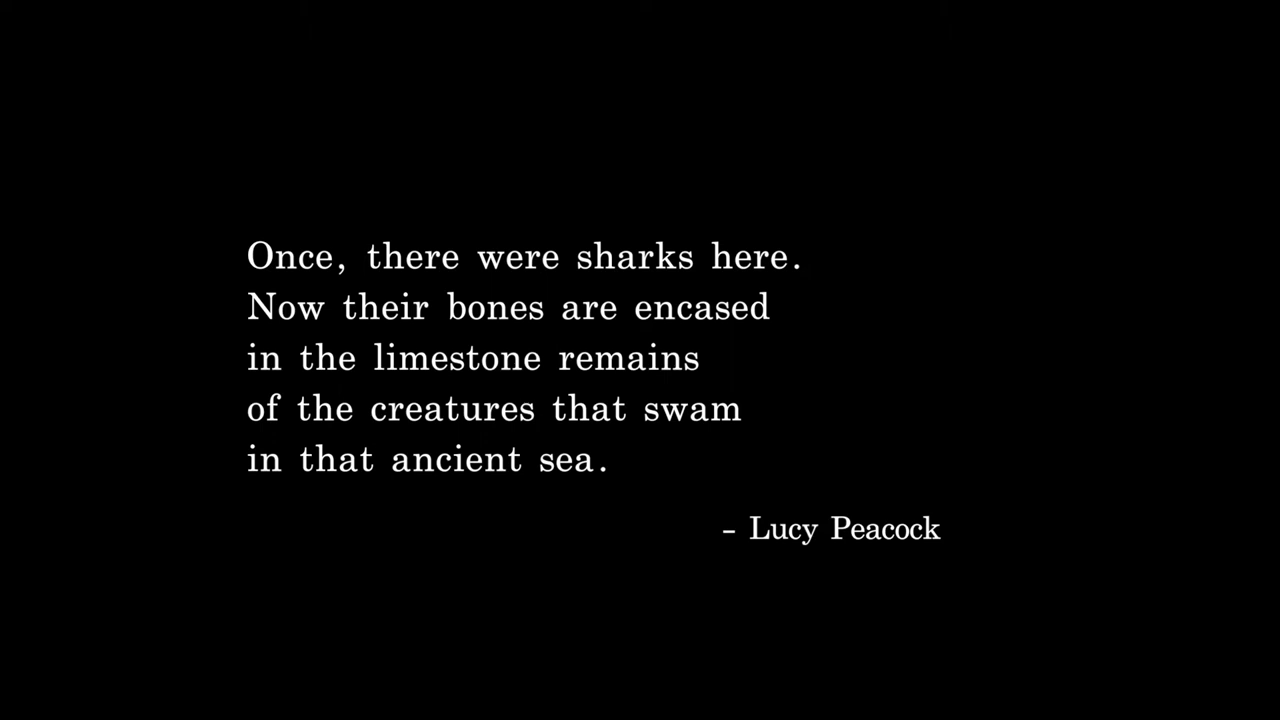 Once, there were sharks here.
Now their bones are encased
in the limestone remains
of the creatures that swam
in that ancient sea.
– Lucy Peacock